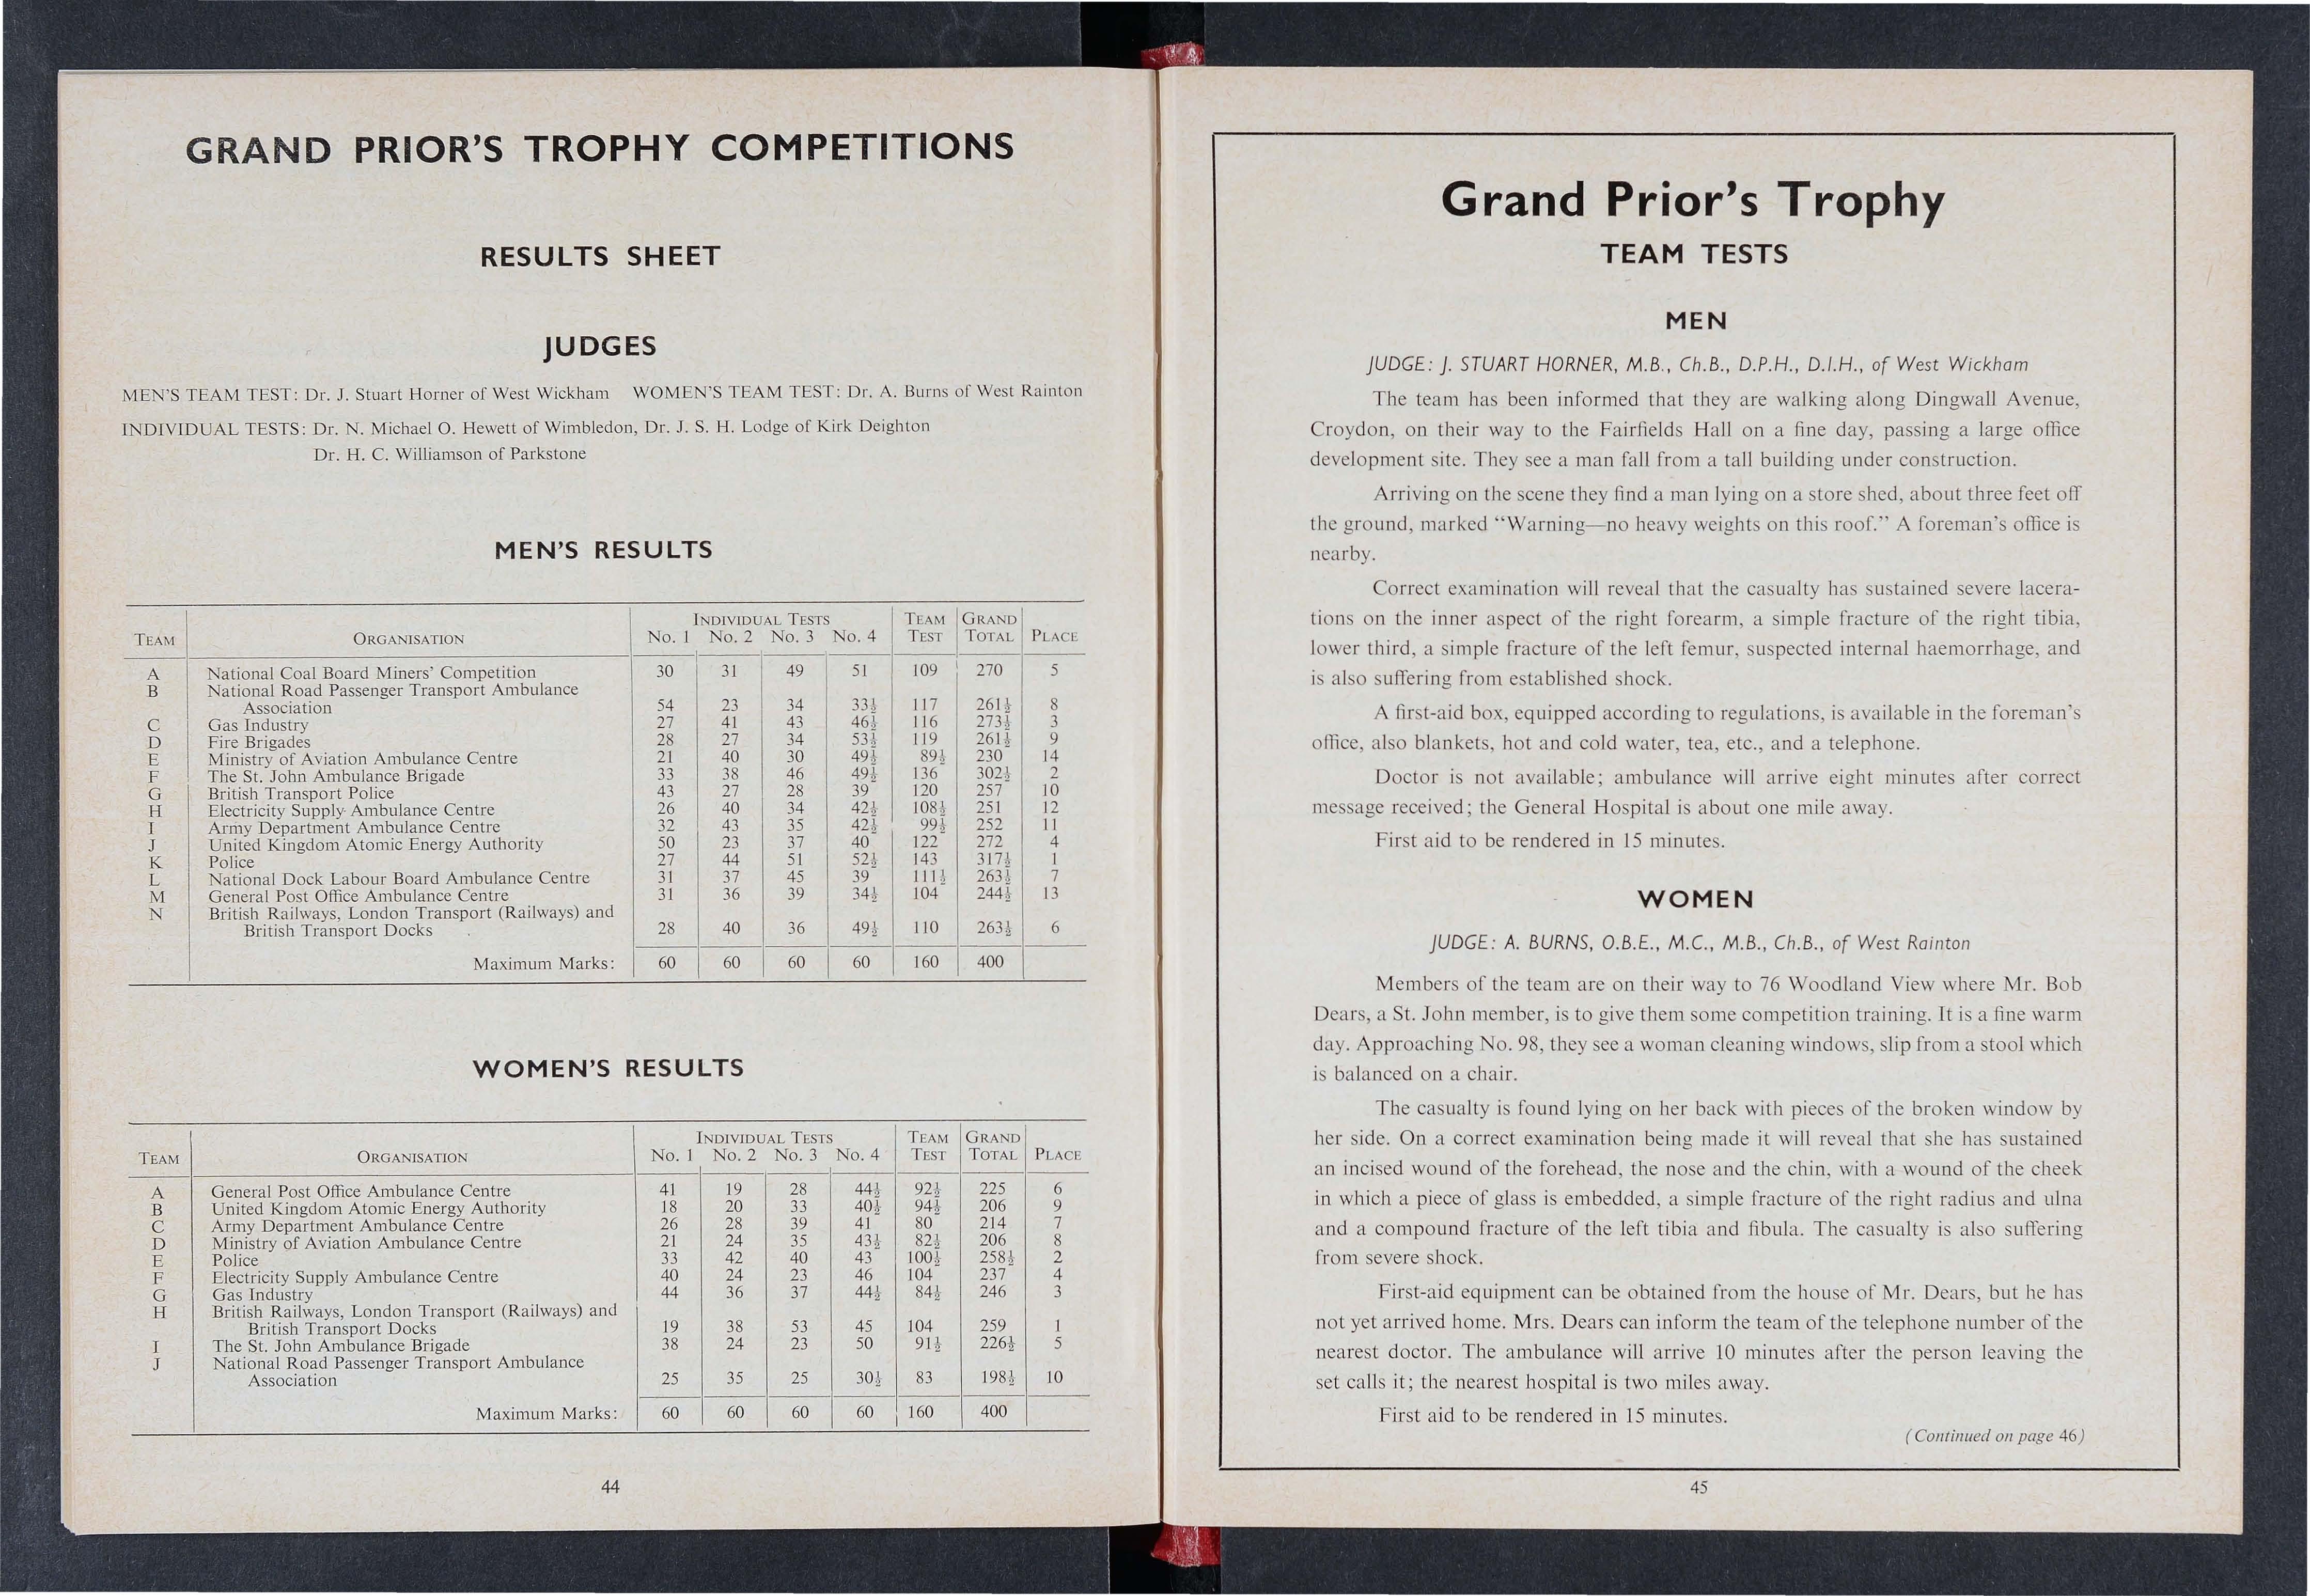 GRAND PRIOR'S TROPHY COMPETITIONS
RESULTS SHEET
JUDGES
MEN'S TEAM TEST: Dr. J. Stuart Horner of West Wickham WOMEN'S TEAM TEST: Dr. A. Burns of West Rainton
INDIVIDUAL TESTS: Dr. N. Michael O. Hewett of Wimbledon, Dr. J. S. H. Lodge of Kirk Deighton
Dr. H. C. Williamson of Parkstone
MEN'S RESULTS
INDIVIDUAL TESTS TEAM GRAND
TEAM ORGANISATION No. 1 No. 2 No. 3 No. 4 TEST TOTAL PLACE
A National Coal Board Miners' Competition 30 31 49 51 109 270 5
B National Road Passenger Transport Ambulance
Association 54 23 34 33½ 117 261½ 8
C Gas Industry 27 41 43 46½ 116 273½ 3
D Fire Brigades 28 27 34 53½ 119 261½ 9
E Ministry of Aviation Ambulance Centre 21 40 30 49½ 89½ 230 14
F The St. John Ambulance Brigade 33 38 46 49½ 136 302½ 2
G British Transport Police 43 27 28 39 120 257 10
H Electricity Supply Ambulance Centre 26 40 34 42½ 108½ 251 12
I Army Department Ambulance Centre 32 43 35 42½ 99½ 252 11
J United Kingdom Atomic Energy Authority 50 23 37 40 122 272 4
K Police 27 44 51 52½ 143 317½ 1
L National Dock Labour Board Ambulance Centre 31 37 45 39 111½ 263½ 7
M General Post Office Ambulance Centre 31 36 39 34½ 104 244½ 13
N British Railways, London Transport (Railways) and
British Transport Docks 28 40 36 49½ 110 263½ 6
Maximum Marks: 60 60 60 60 160 400
WOMEN'S RESULTS
INDIVIDUAL TESTS TEAM GRAND
TEAM ORGANISATION No. 1 No. 2 No. 3 No. 4 TEST TOTAL PLACE
A General Post Office Ambulance Centre 41 19 28 44½ 92½ 225 6
B United Kingdom Atomic Energy Authority 18 20 33 40½ 94½ 206 9
C Army Department Ambulance Centre 26 28 39 41 80 214 7
D Ministry of Aviation Ambulance Centre 21 24 35 43½ 82½ 206 8
E Police 33 42 40 43 100½ 258½ 2
F Electricity Supply Ambulance Centre 40 24 23 46 104 237 4
G Gas Industry 44 36 37 44½ 84½ 246 3
H British Railways, London Transport (Railways) and
British Transport Docks 19 38 53 45 104 259 1
I The St. John Ambulance Brigade 38 24 23 50 91½ 226½ 5
J National Road Passenger Transport Ambulance
Association 25 35 25 30½ 83 198½ 10
Maximum Marks: 60 60 60 60 160 400
44
Grand Prior's Trophy
TEAM TESTS
MEN
JUDGE: J. STUART HORNER, M.B., Ch.B., D.P.H., D.I.H., of West Wickham
The team has been informed that they are walking along Dingwall Avenue,
Croydon, on their way to the Fairfields Hall on a fine day, passing a large office
development site. They see a man fall from a tall building under construction.
Arriving on the scene they find a man lying on a store shed, about three feet off
the ground, marked “Warning—no heavy weights on this roof.” A foreman's office is
nearby.
Correct examination will reveal that the casualty has sustained severe lacera-
tions on the inner aspect of the right forearm, a simple fracture of the right tibia,
lower third, a simple fracture of the left femur, suspected internal haemorrhage, and
is also suffering from established shock.
A first-aid box, equipped according to regulations, is available in the foreman's
office, also blankets, hot and cold water, tea, etc., and a telephone.
Doctor is not available; ambulance will arrive eight minutes after correct
message received; the General Hospital is about one mile away.
First aid to be rendered in 15 minutes.
WOMEN
JUDGE: A. BURNS, O.B.E., M.C., M.B., Ch.B., of West Rainton
Members of the team are on their way to 76 Woodland View where Mr. Bob
Dears, a St. John member, is to give them some competition training. It is a fine warm
day. Approaching No. 98, they see a woman cleaning windows, slip from a stool which
is balanced on a chair.
The casualty is found lying on her back with pieces of the broken window by
her side. On a correct examination being made it will reveal that she has sustained
an incised wound of the forehead, the nose and the chin, with a wound of the cheek
in which a piece of glass is embedded, a simple fracture of the right radius and ulna
and a compound fracture of the left tibia and fibula. The casualty is also suffering
from severe shock.
First-aid equipment can be obtained from the house of Mr. Dears, but he has
not yet arrived home. Mrs. Dears can inform the team of the telephone number of the
nearest doctor. The ambulance will arrive 10 minutes after the person leaving the
set calls it; the nearest hospital is two miles away.
First aid to be rendered in 15 minutes.
(Continued on page 46)
45